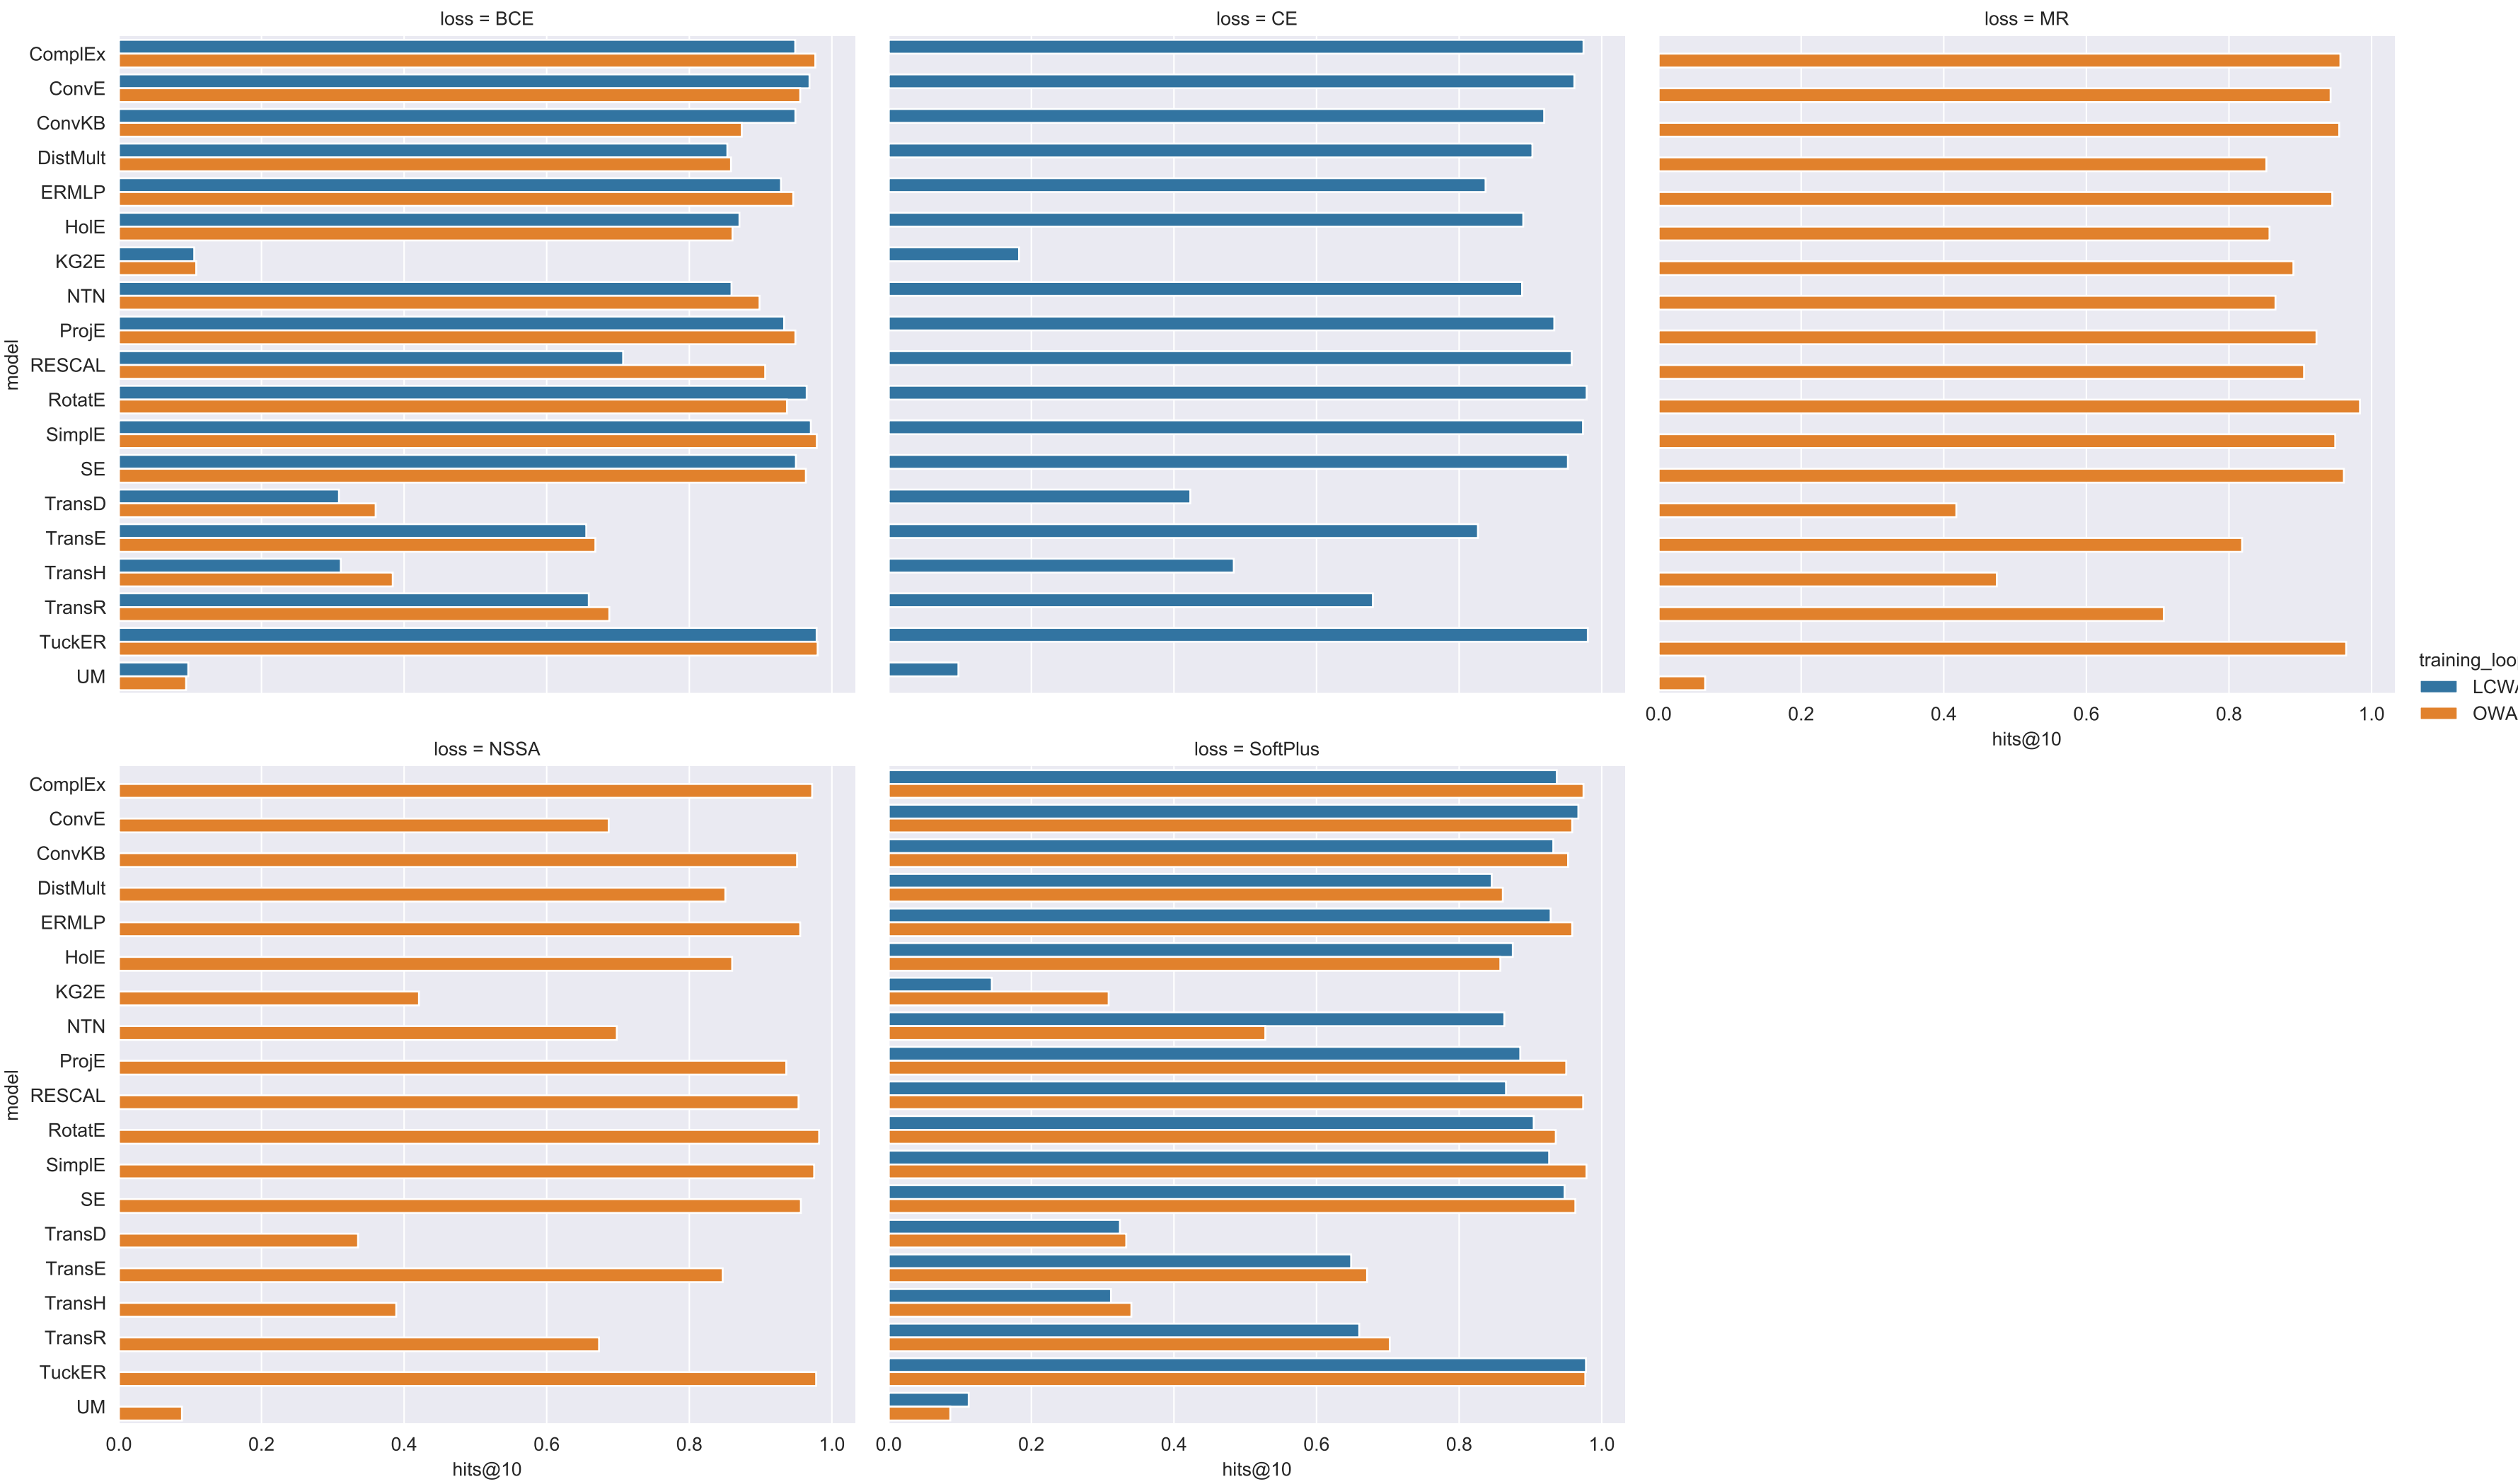 loss = BCE
loss = CE
loss = MR
model
ComplEx
ConvE
ConvKB
DistMult
ERMLP
HolE
KG2E
NTN
ProjE
RESCAL
RotatE
SimplE
SE
TransD
TransE
TransH
TransR
TuckER
UM
0.0 0.2 0.4 0.6 0.8 1.0
hits@10
training_loo
LCWA
OWA
loss = NSSA
loss = SoftPlus
model
ComplEx
ConvE
ConvKB
DistMult
ERMLP
HolE
KG2E
NTN
ProjE
RESCAL
RotatE
SimplE
SE
TransD
TransE
TransH
TransR
TuckER
UM
0.0 0.2 0.4 0.6 0.8 1.0
hits@10
0.0 0.2 0.4 0.6 0.8 1.0
hits@10